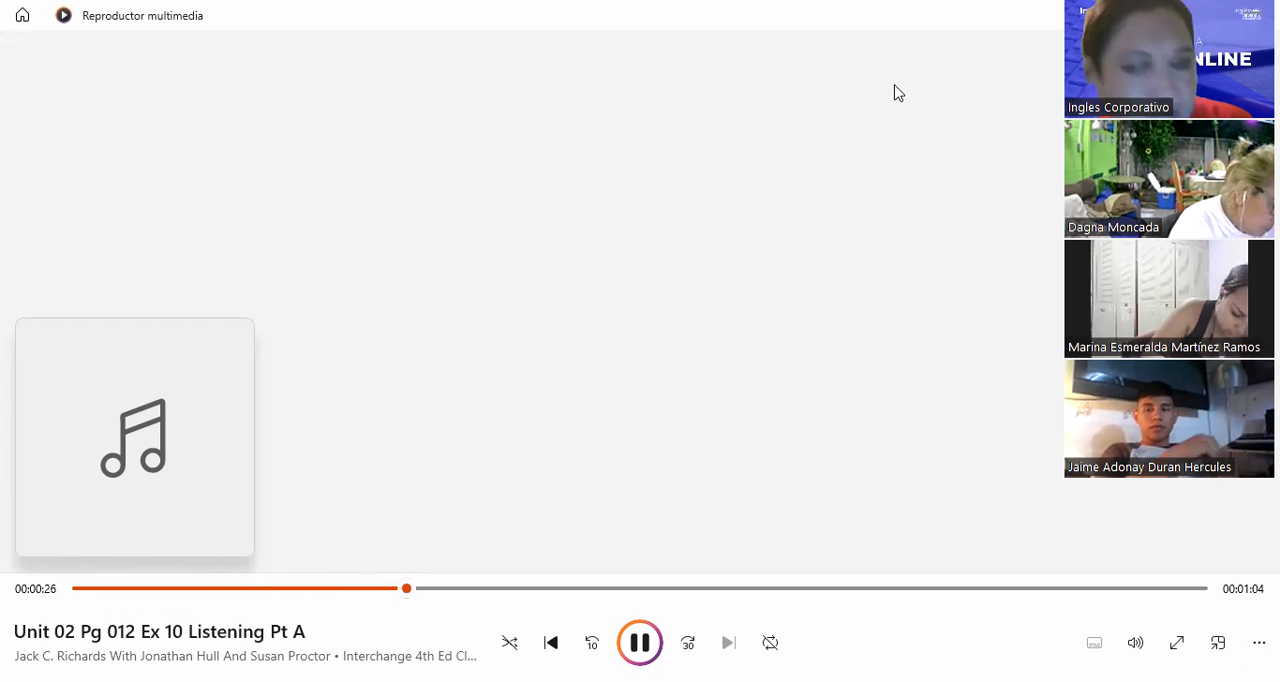 Reproductor multimedia
NLINE
Ingles Corporativo
Dagna Moncada
Marina Esmeralda Martínez Ramos
Jaime Adonay Duran Hercules
00:00:26
00:01:04
Unit 02 Pg 012 Ex 10 Listening Pt A
Jack C. Richards With Jonathan Hull And Susan Proctor • Interchange 4th Ed Cl...
10
30